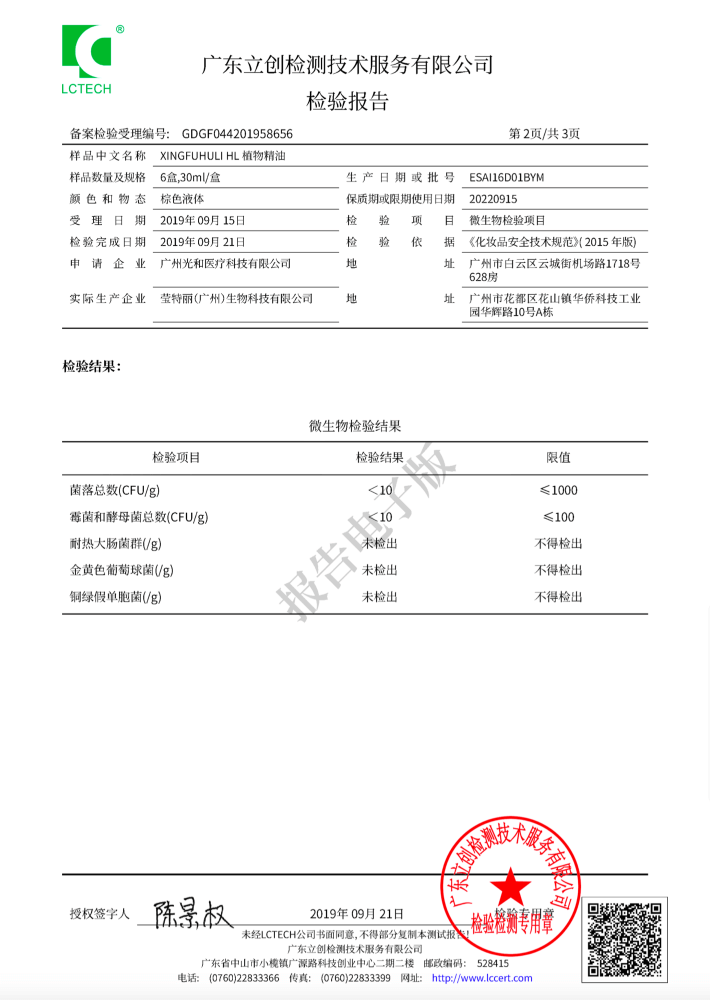 ®
LCTECH
广东立创检测技术服务有限公司
检验报告
备案检验受理编号: GDGF044201958656 第 2页/共 3页
样品中文名称 XINGFUHULI HL 植物精油
样品数量及规格 6盒,30ml/盒 生产日期或批号 ESAI16D01BYM
颜色和物态 棕色液体 保质期或限期使用日期 20220915
受理日期 2019年 09月 15日 检验项目 微生物检验项目
检验完成日期 2019年 09月 21日 检验依据 《化妆品安全技术规范》( 2015 年版)
申请企业 广州光和医疗科技有限公司 地址 广州市白云区云城街机场路1718号
628房
实际生产企业 莹特丽(广州)生物科技有限公司 地址 广州市花都区花山镇华侨科技工业
园华辉路10号A栋
检验结果:
微生物检验结果
检验项目 检验结果 限值
菌落总数(CFU/g) <10 ≤1000
霉菌和酵母菌总数(CFU/g) <10 ≤100
耐热大肠菌群(/g) 未检出 不得检出
金黄色葡萄球菌(/g) 未检出 不得检出
铜绿假单胞菌(/g) 未检出 不得检出
报告电子版
广东立创检测技术服务有限公司
检验检测专用章
授权签字人 陈景权 2019年 09月 21日 检验专用章
未经LCTECH公司书面同意, 不得部分复制本测试报告!
广东立创检测技术服务有限公司
广东省中山市小榄镇广源路科技创业中心二期二楼 邮政编码: 528415
电话: (0760)22833366 传真: (0760)22833399 网址: http://www.lccert.com